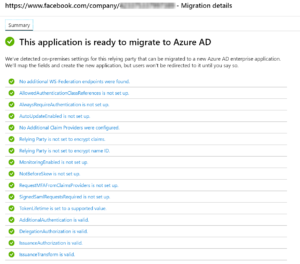 https://www.facebook.com/company/ - Migration details
Summary
This application is ready to migrate to Azure AD
We've detected on-premises settings for this relying party that can be migrated to a new Azure AD enterprise application.
We'll map the fields and create the new application, but users won't be redirected to it until you say so.
No additional WS-Federation endpoints were found.
AllowedAuthenticationClassReferences is not set up.
AlwaysRequireAuthentication is not set up.
AutoUpdateEnabled is not set up.
No Additional Claim Providers were configured.
Relying Party is not set to encrypt claims.
Relying Party is not set to encrypt name ID.
MonitoringEnabled is not set up.
NotBeforeSkew is not set up.
RequestMFAFromClaimsProviders is not set up.
SignedSamlRequestsRequired is not set up.
TokenLifetime is set to a supported value.
AdditionalAuthentication is valid.
DelegationAuthorization is valid.
IssuanceAuthorization is valid.
IssuanceTransform is valid.